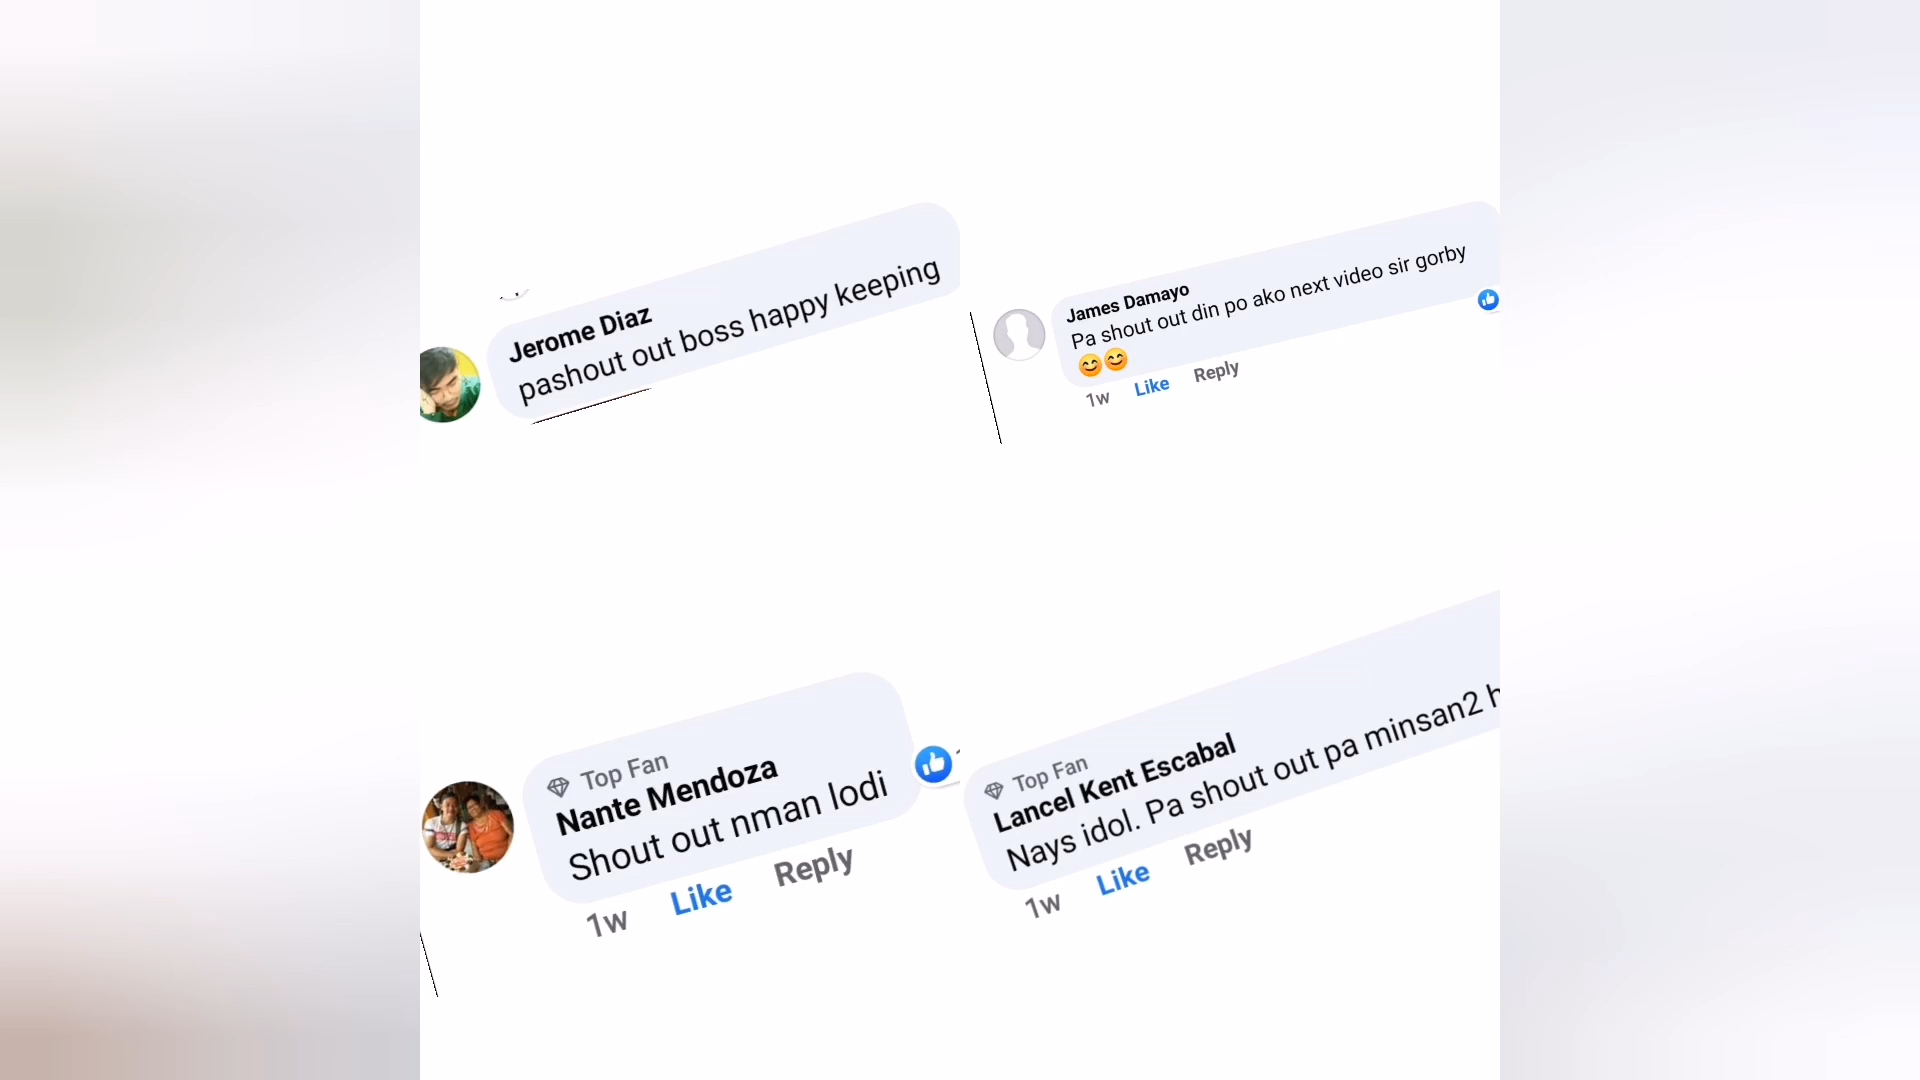 Jerome Diaz
pashout out boss happy keeping
James Damayo
Pa shout out din po ako next video sir gorby
😊😊
1w Like Reply
Top Fan
Nante Mendoza
Shout out nman lodi
1w Like Reply
Top Fan
Lancel Kent Escabal
Nays idol. Pa shout out pa minsan2
1w Like Reply